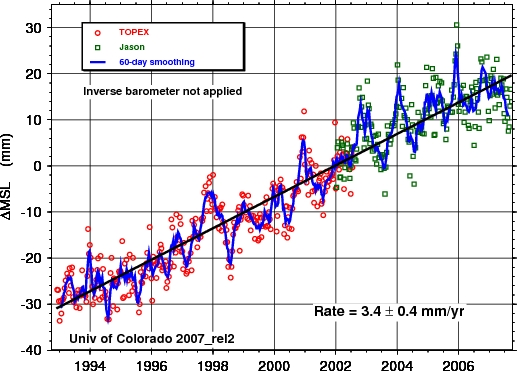 30
TOPEX
Jason
60-day smoothing
20
Inverse barometer not applied
10
ΔMSL (mm)
0
-10
-20
-30
Rate = 3.4 ± 0.4 mm/yr
Univ of Colorado 2007_rel2
-40
1994 1996 1998 2000 2002 2004 2006